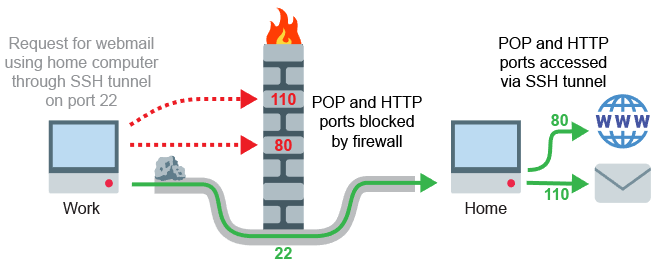 Request for webmail
using home computer
through SSH tunnel
on port 22
POP and HTTP
ports accessed
via SSH tunnel
110
POP and HTTP
ports blocked
by firewall
80
80
WWW
110
Work
Home
22